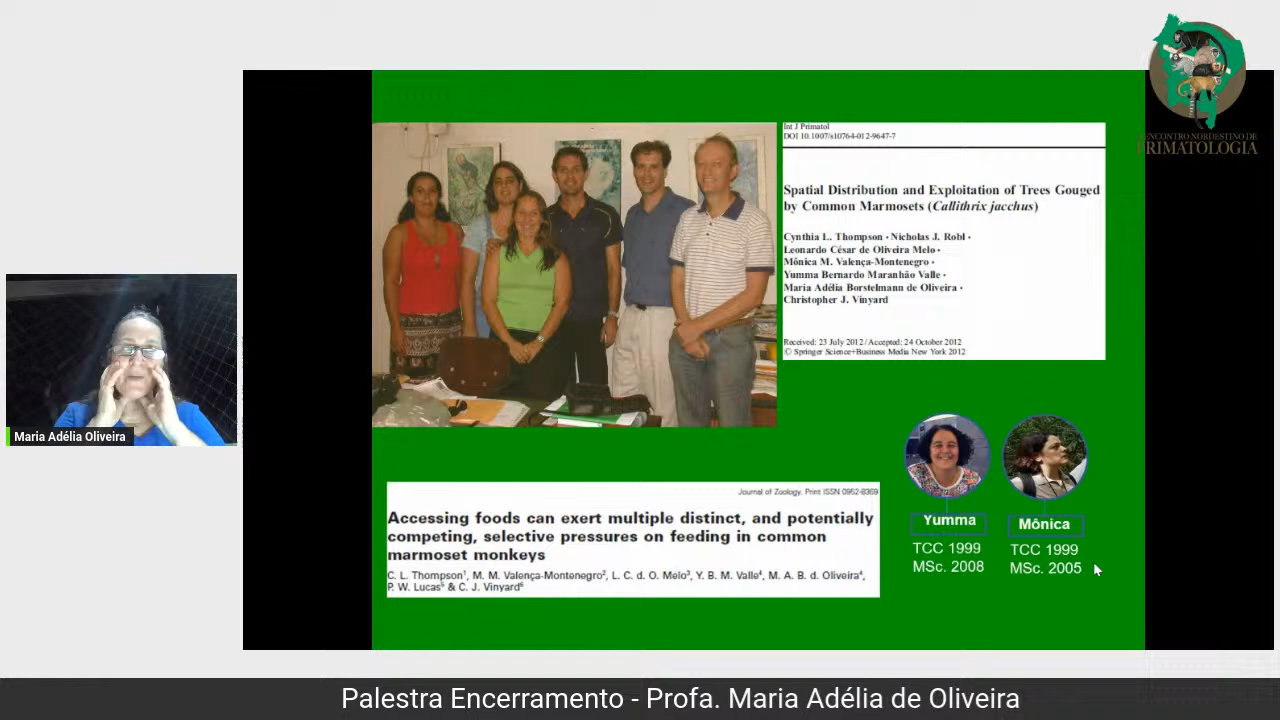 ENCONTRO NORDESTINO DE
PRIMATOLOGIA
Int J Primatol
DOI 10.1007/s10764-012-9647-7
Spatial Distribution and Exploitation of Trees Gouged
by Common Marmosets (Callithrix jacchus)
Cynthia L. Thompson • Nicholas J. Robl •
Leonardo César de Oliveira Melo •
Mônica M. Valença-Montenegro •
Yumma Bernardo Maranhão Valle •
Maria Adélia Borstelmann de Oliveira •
Christopher J. Vinyard
Received: 23 July 2012 / Accepted: 24 October 2012
© Springer Science+Business Media New York 2012
Maria Adélia Oliveira
Journal of Zoology. Print ISSN 0952-8369
Accessing foods can exert multiple distinct, and potentially
competing, selective pressures on feeding in common
marmoset monkeys
C. L. Thompson¹, M. M. Valença-Montenegro², L. C. d. O. Melo³, Y. B. M. Valle⁴, M. A. B. d. Oliveira⁴,
P. W. Lucas⁵ & C. J. Vinyard⁶
Yumma
TCC 1999
MSc. 2008
Mônica
TCC 1999
MSc. 2005
Palestra Encerramento - Profa. Maria Adélia de Oliveira